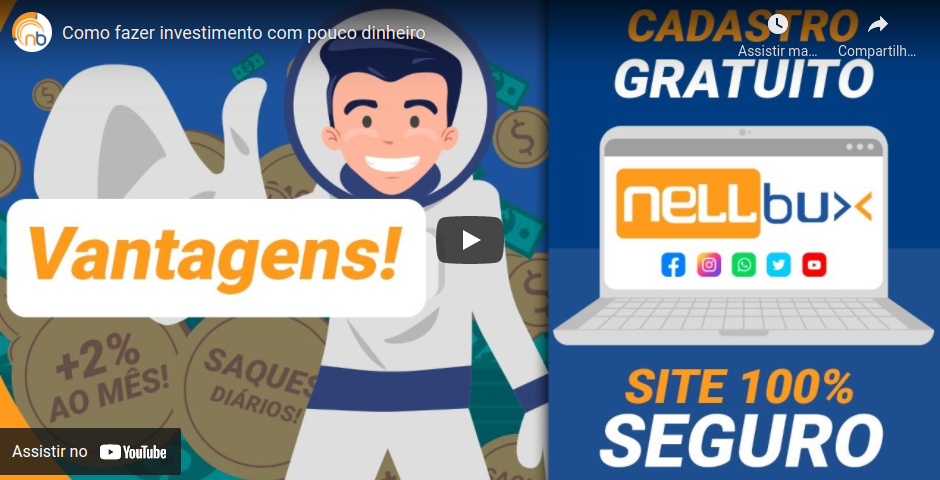 nb
Como fazer investimento com pouco dinheiro
CADASTRO
GRATUITO
Assistir ma...
Compartilh...
nellbux
Vantagens!
+2%
AO MÊS!
SAQUES
DIÁRIOS!
SITE 100%
SEGURO
Assistir no YouTube